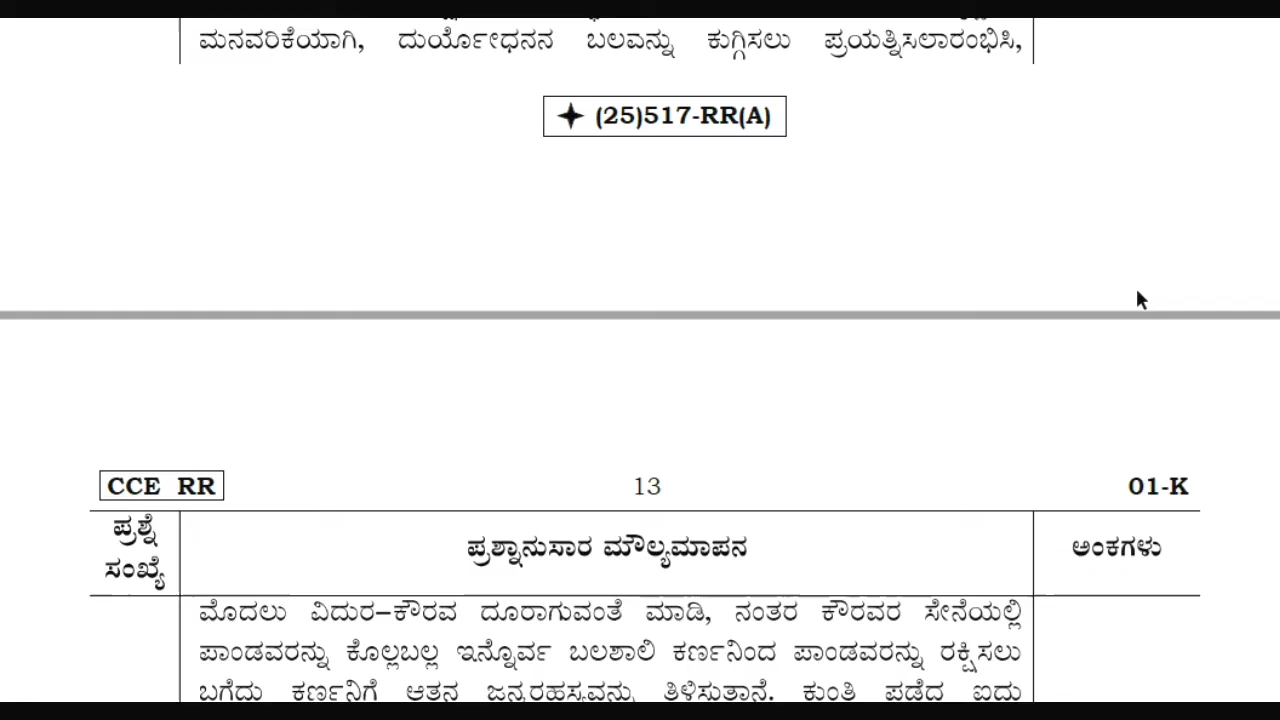 ಮನವರಿಕೆಯಾಗಿ, ದುರ್ಯೋಧನನ ಬಲವನ್ನು ಕುಗ್ಗಿಸಲು ಪ್ರಯತ್ನಿಸಲಾರಂಭಿಸಿ,
(25)517-RR(A)
CCE RR 13 01-K
ಪ್ರಶ್ನೆ ಸಂಖ್ಯೆ ಪ್ರಶ್ನಾನುಸಾರ ಮೌಲ್ಯಮಾಪನ ಅಂಕಗಳು
ಮೊದಲು ವಿದುರ–ಕೌರವ ದೂರಾಗುವಂತೆ ಮಾಡಿ, ನಂತರ ಕೌರವರ ಸೇನೆಯಲ್ಲಿ
ಪಾಂಡವರನ್ನು ಕೊಲ್ಲಬಲ್ಲ ಇನ್ನೊರ್ವ ಬಲಶಾಲಿ ಕರ್ಣನಿಂದ ಪಾಂಡವರನ್ನು ರಕ್ಷಿಸಲು
ಬಗೆದು ಕರ್ಣನಿಗೆ ಆತನ ಜನ್ಮರಹಸ್ಯವನ್ನು ತಿಳಿಸುತ್ತಾನೆ. ಕುಂತಿ ಪಡೆದ ಐದು